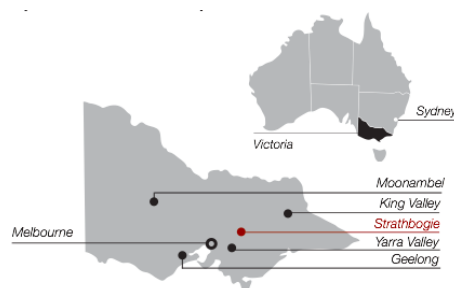 Sydney
Victoria
Moonambel
King Valley
Strathbogie
Melbourne
Yarra Valley
Geelong